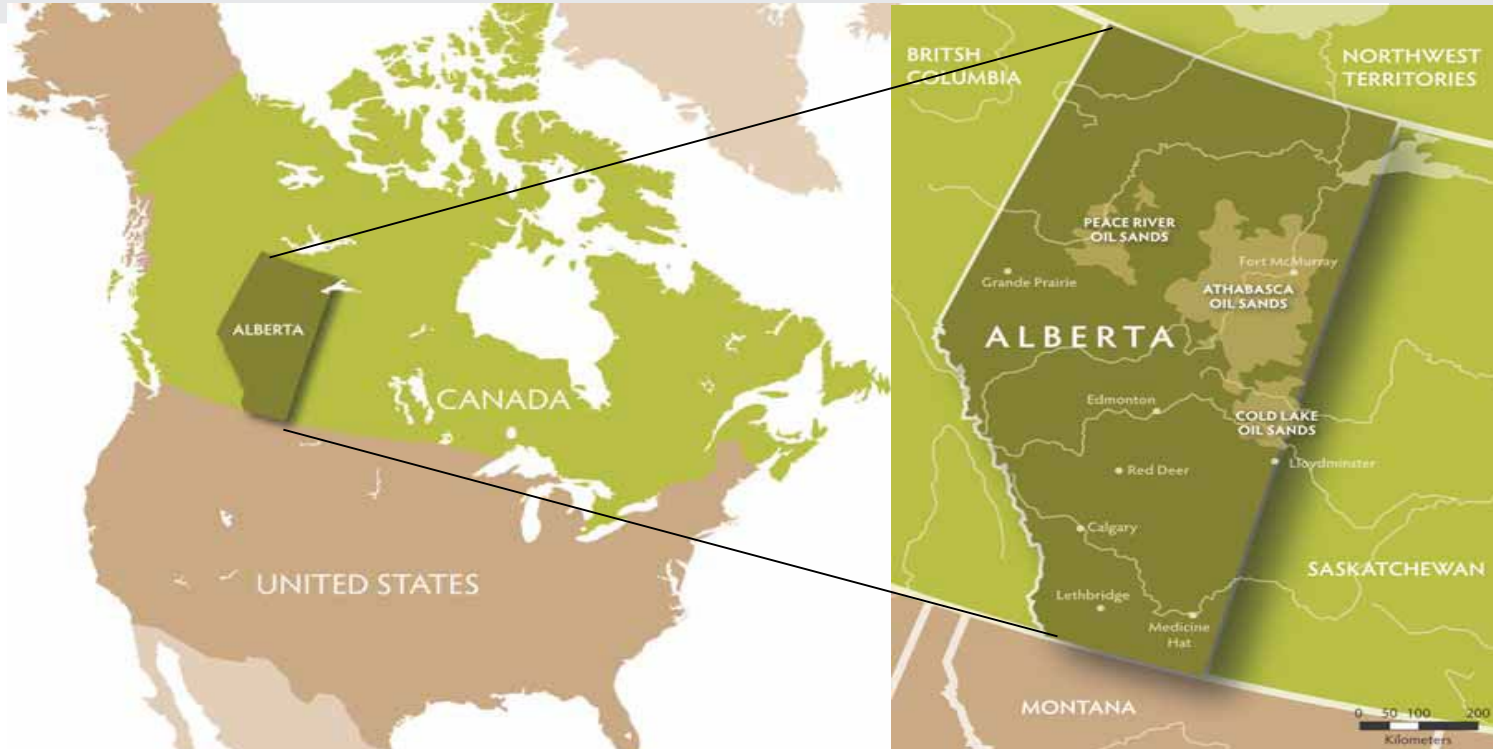 ALBERTA
CANADA
UNITED STATES
BRITSH
COLUMBIA
NORTHWEST
TERRITORIES
PEACE RIVER
OIL SANDS
Fort McMurray
Grande Prairie
ATHABASCA
OIL SANDS
ALBERTA
Edmonton
COLD LAKE
OIL SANDS
Lloydminster
Red Deer
Calgary
SASKATCHEWAN
Lethbridge
Medicine
Hat
MONTANA
0 50 100 200
Kilometers